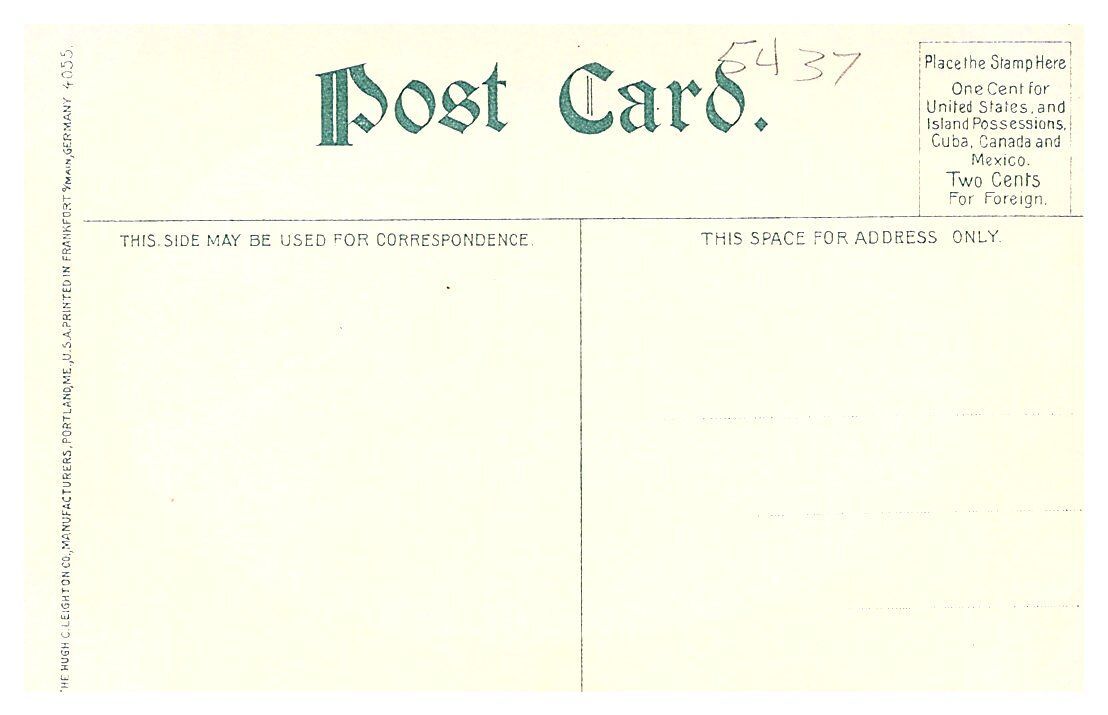 Post Card.
5437
Place the Stamp Here
One Cent for
United States, and
Island Possessions,
Cuba, Canada and
Mexico.
Two Cents
For Foreign.
THIS SIDE MAY BE USED FOR CORRESPONDENCE.
THIS SPACE FOR ADDRESS ONLY.
THE HUGH C. LEIGHTON CO., MANUFACTURERS, PORTLAND, ME., U.S.A. PRINTED IN FRANKFORT o/MAIN, GERMANY 4055.